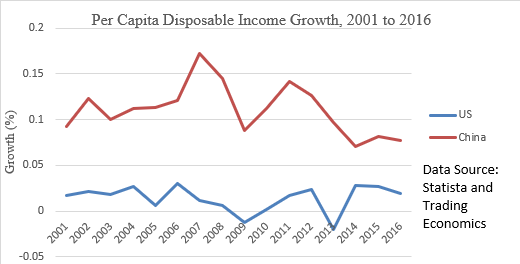 Per Capita Disposable Income Growth, 2001 to 2016
0.2
0.15
0.1
0.05
0
-0.05
Growth (%)
2001
2002
2003
2004
2005
2006
2007
2008
2009
2010
2011
2012
2013
2014
2015
2016
US
China
Data Source:
Statista and
Trading
Economics